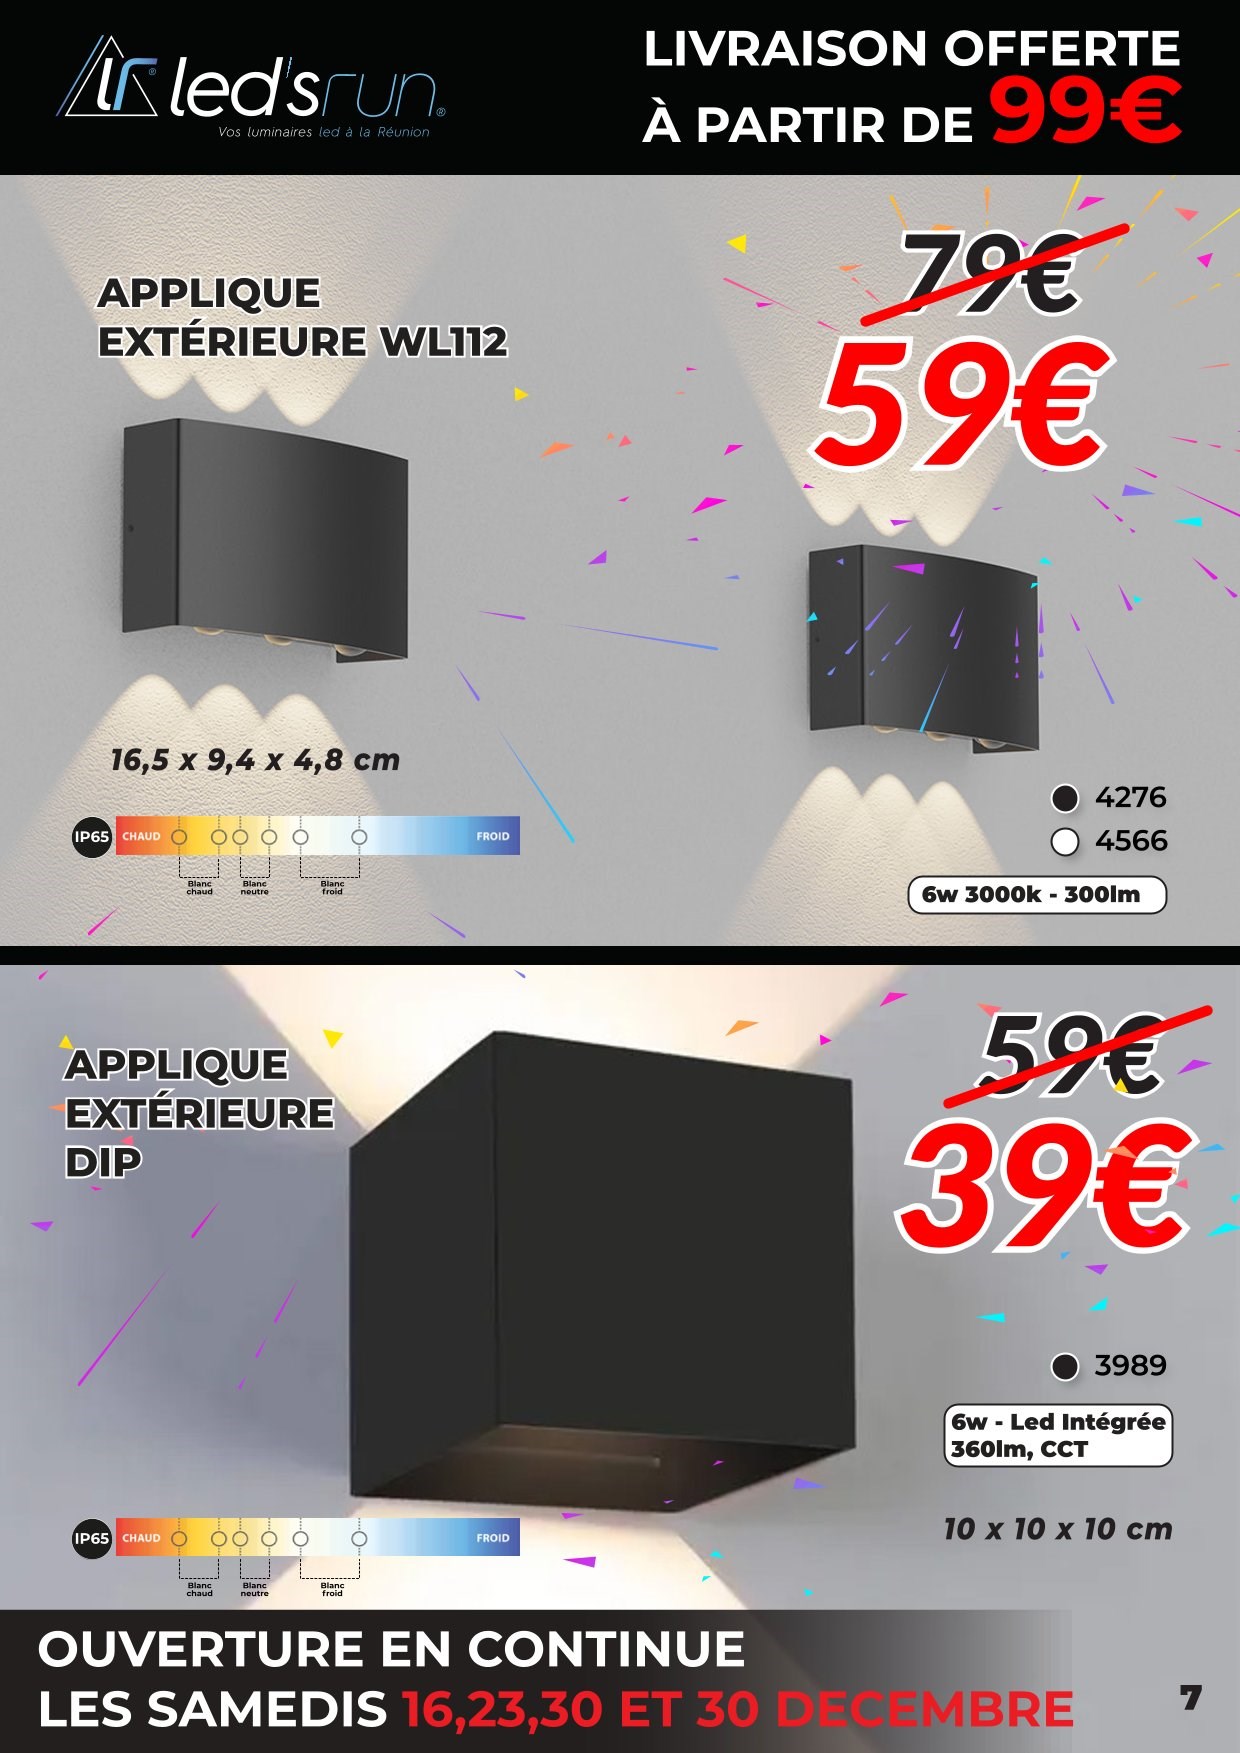 led'srun®
Vos luminaires led à la Réunion
LIVRAISON OFFERTE
À PARTIR DE 99€
APPLIQUE
EXTÉRIEURE WL112
79€
59€
16,5 x 9,4 x 4,8 cm
IP65 CHAUD FROID
Blanc chaud Blanc neutre Blanc froid
4276
4566
6w 3000k - 300lm
APPLIQUE
EXTÉRIEURE
DIP
59€
39€
3989
6w - Led Intégrée
360lm, CCT
10 x 10 x 10 cm
IP65 CHAUD FROID
Blanc chaud Blanc neutre Blanc froid
OUVERTURE EN CONTINUE
LES SAMEDIS 16,23,30 ET 30 DECEMBRE
7